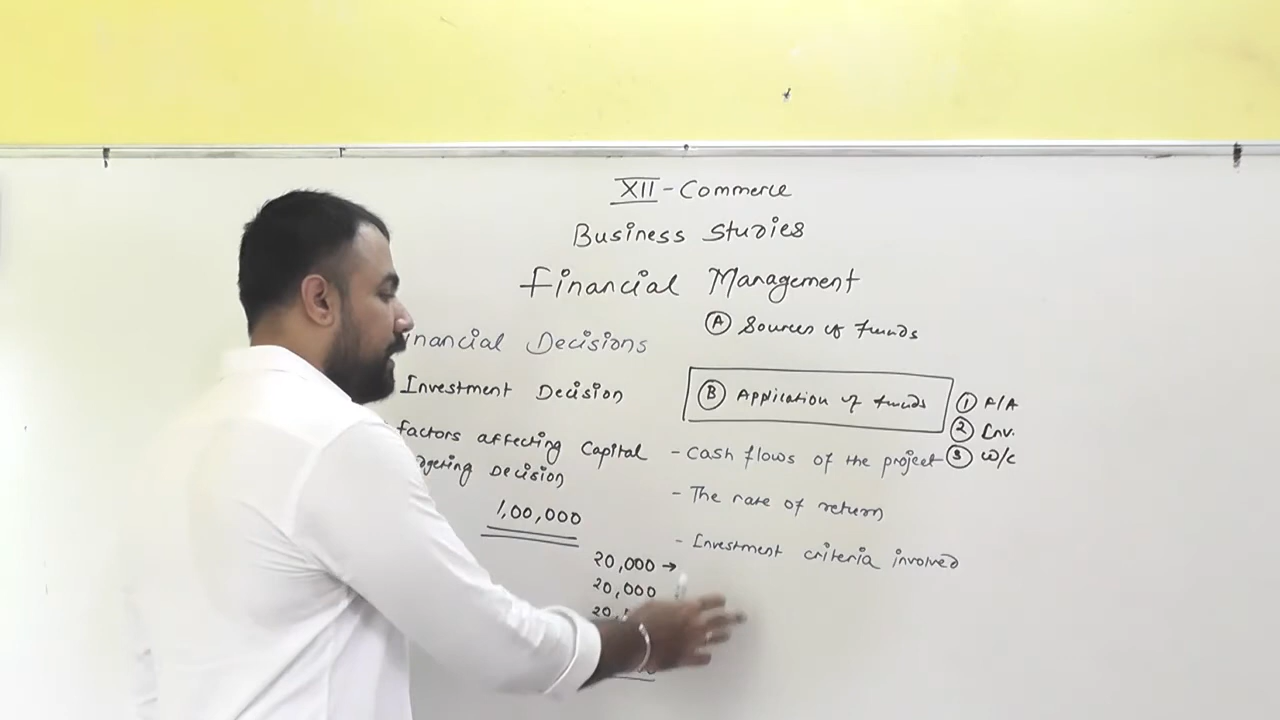 XII - Commerce
Business Studies
Financial Management
(A) Sources of funds
nancial Decisions
Investment Decision
(B) Application of funds
(1) F/A
(2) Inv.
(3) W/C
factors affecting Capital
geting Decision
- Cash flows of the project
- The rate of return
- Investment criteria involved
1,00,000
20,000 →
20,000
20,